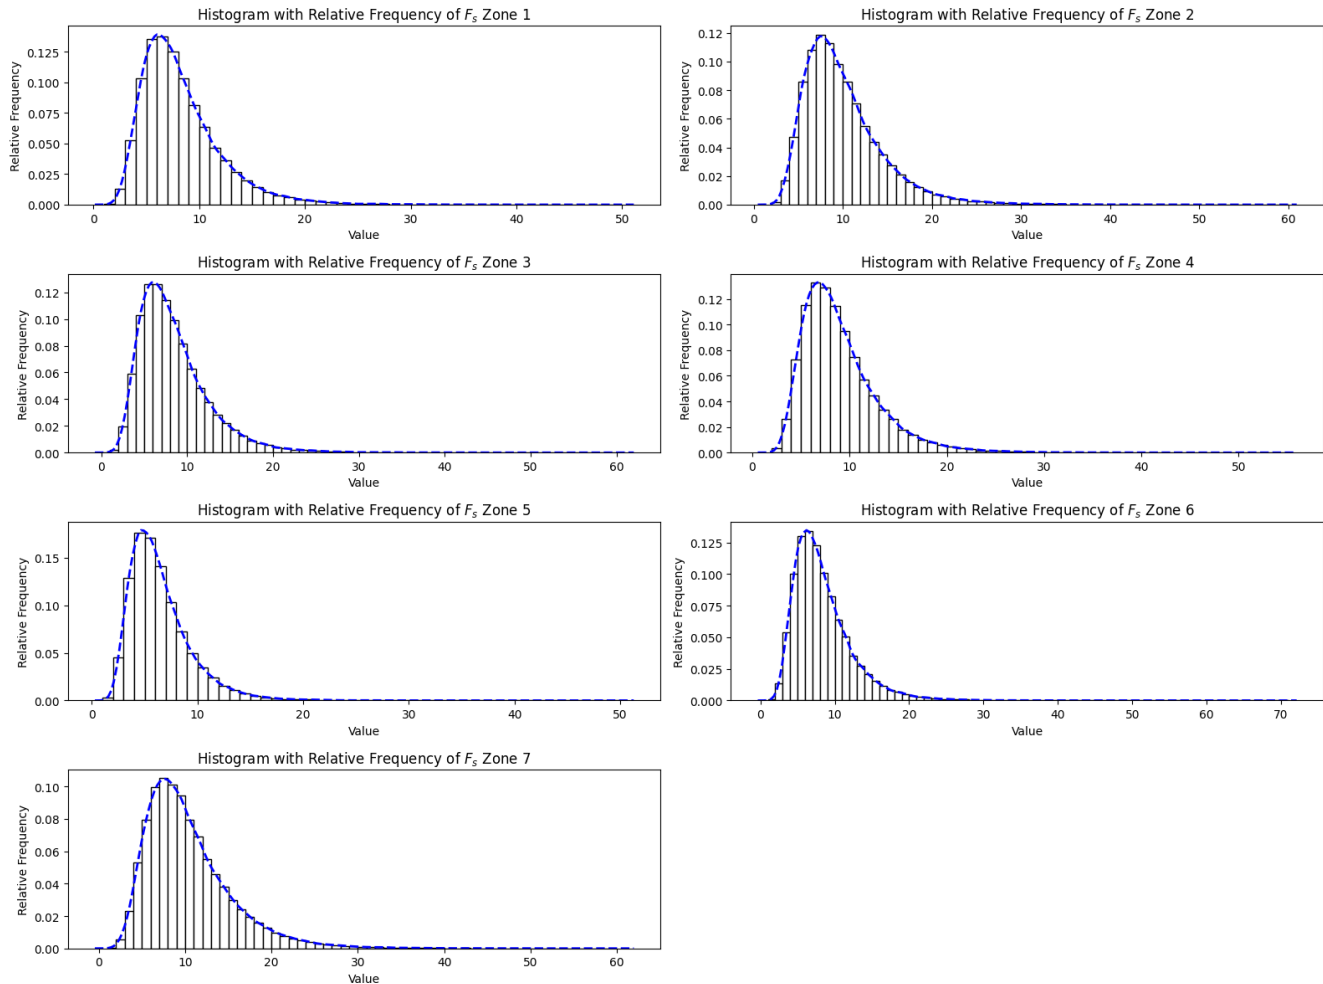 Histogram with Relative Frequency of Fs Zone 1
Relative Frequency
0.125
0.100
0.075
0.050
0.025
0.000
0 10 20 30 40 50
Value
Histogram with Relative Frequency of Fs Zone 2
Relative Frequency
0.12
0.10
0.08
0.06
0.04
0.02
0.00
0 10 20 30 40 50 60
Value
Histogram with Relative Frequency of Fs Zone 3
Relative Frequency
0.12
0.10
0.08
0.06
0.04
0.02
0.00
0 10 20 30 40 50 60
Value
Histogram with Relative Frequency of Fs Zone 4
Relative Frequency
0.12
0.10
0.08
0.06
0.04
0.02
0.00
0 10 20 30 40 50
Value
Histogram with Relative Frequency of Fs Zone 5
Relative Frequency
0.15
0.10
0.05
0.00
0 10 20 30 40 50
Value
Histogram with Relative Frequency of Fs Zone 6
Relative Frequency
0.125
0.100
0.075
0.050
0.025
0.000
0 10 20 30 40 50 60 70
Value
Histogram with Relative Frequency of Fs Zone 7
Relative Frequency
0.10
0.08
0.06
0.04
0.02
0.00
0 10 20 30 40 50 60
Value